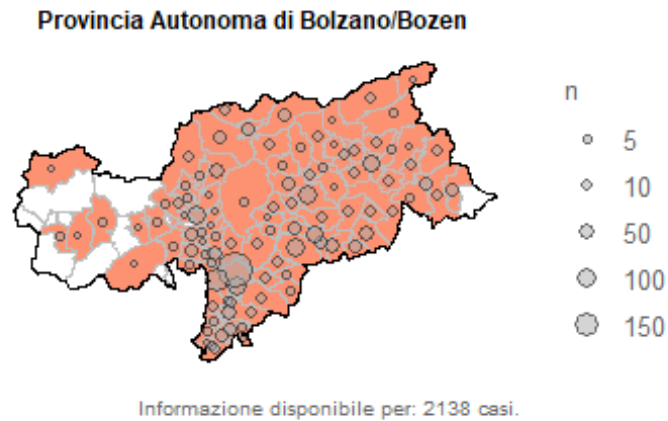 Provincia Autonoma di Bolzano/Bozen
n
5
10
50
100
150
Informazione disponibile per: 2138 casi.